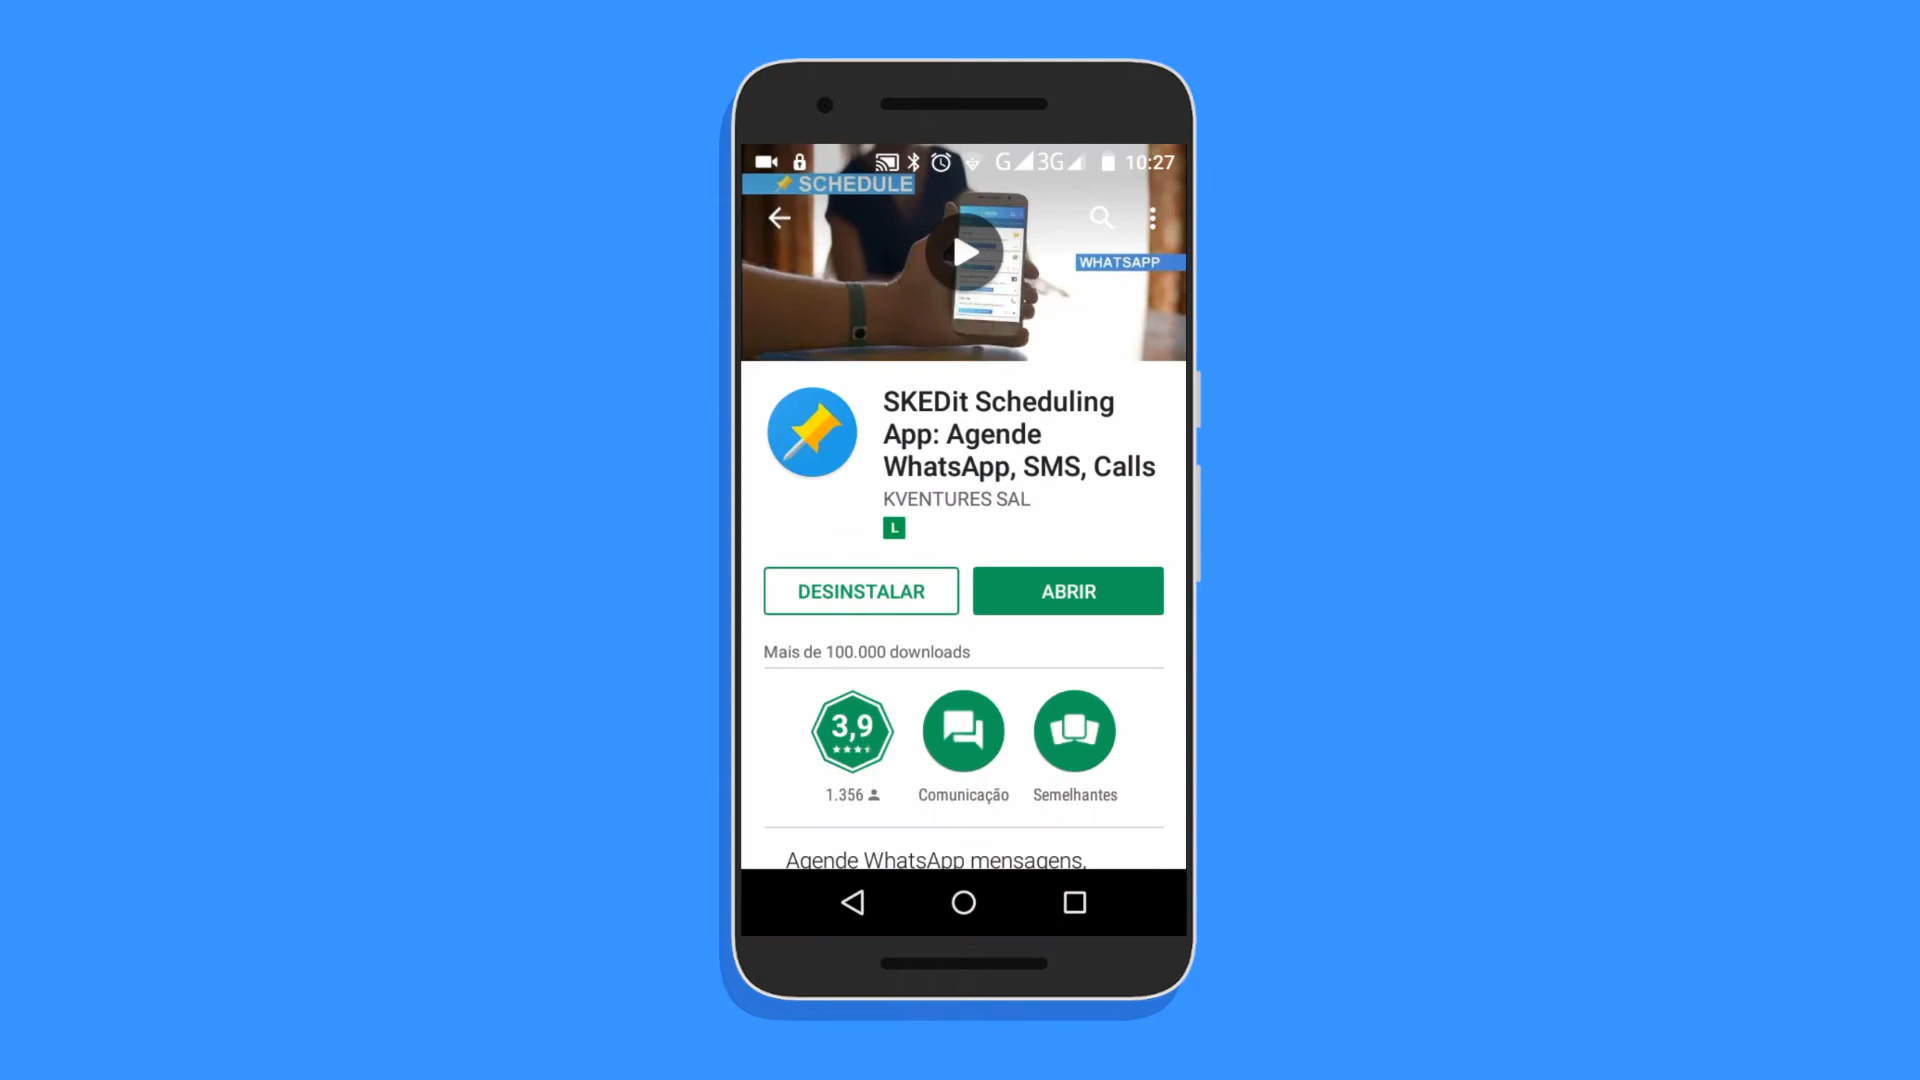 G 3G 10:27
SCHEDULE
WHATSAPP
SKEDit Scheduling
App: Agende
WhatsApp, SMS, Calls
KVENTURES SAL
L
DESINSTALAR ABRIR
Mais de 100.000 downloads
3,9
1.356 Comunicação Semelhantes
Agende WhatsApp mensagens,